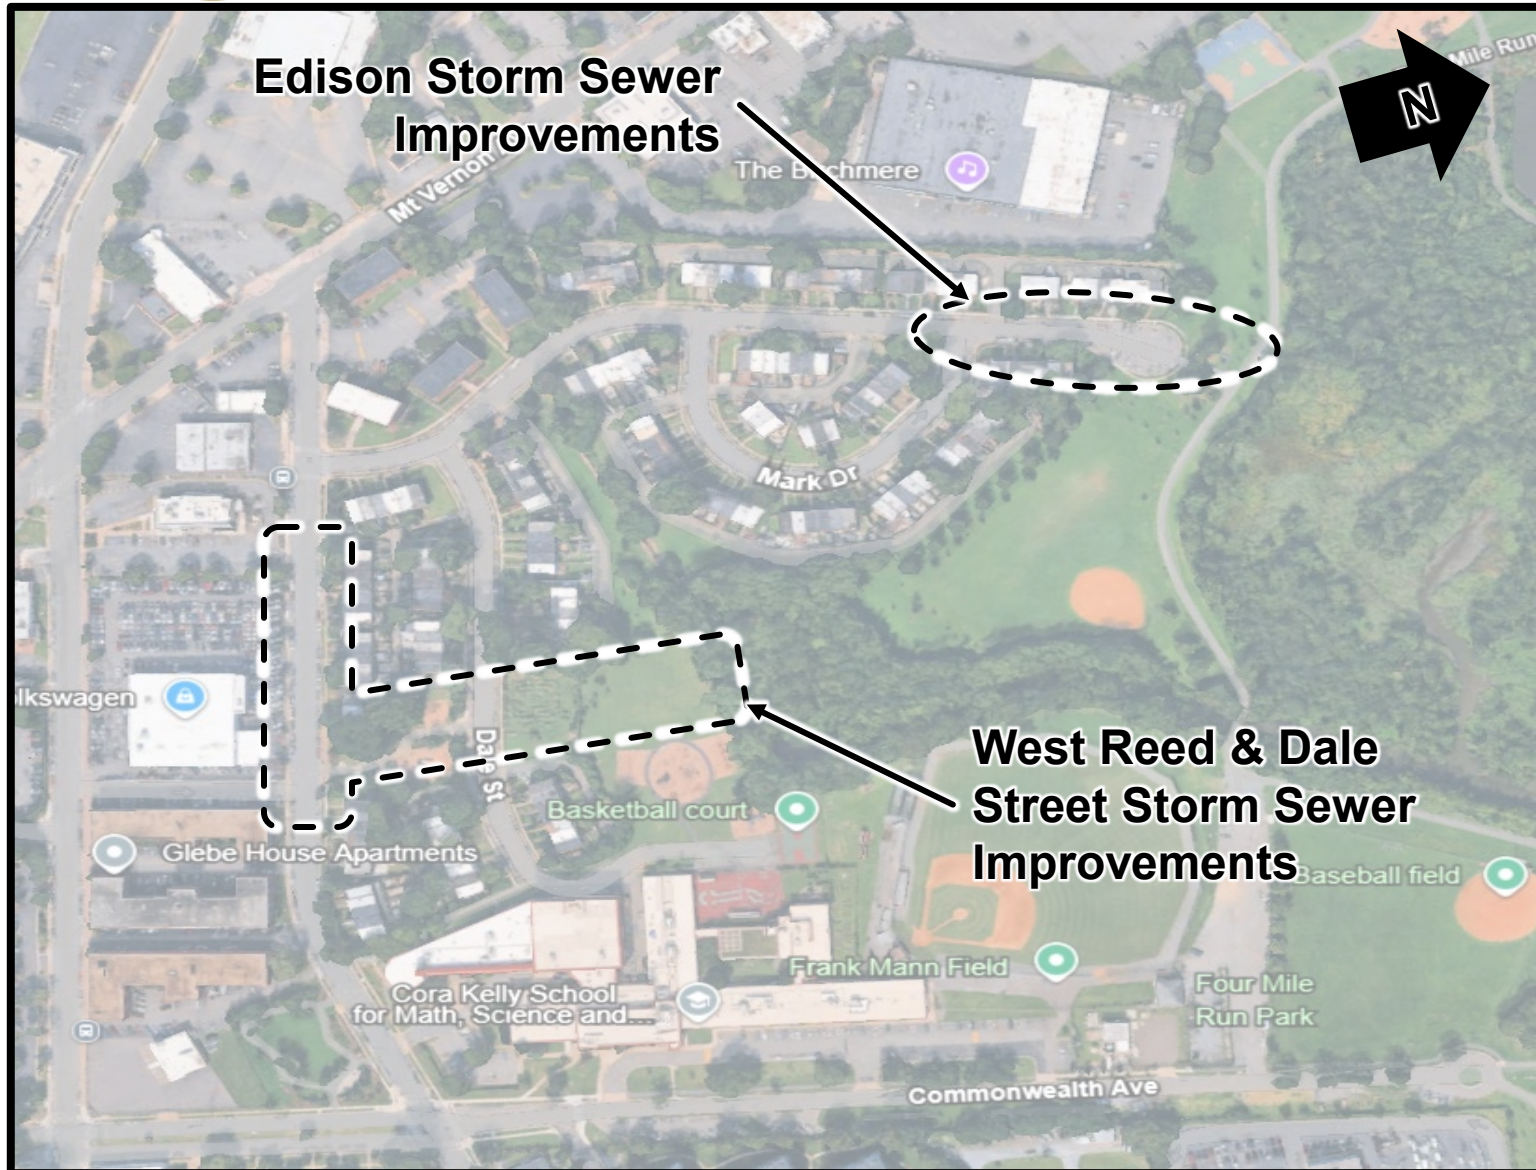 Edison Storm Sewer
Improvements
N
Mile Run
Mt Vernon
The Birchmere
Mark Dr
lkswagen
Dale St
West Reed & Dale
Street Storm Sewer
Improvements
Basketball court
Glebe House Apartments
Baseball field
Frank Mann Field
Four Mile
Run Park
Cora Kelly School
for Math, Science and...
Commonwealth Ave